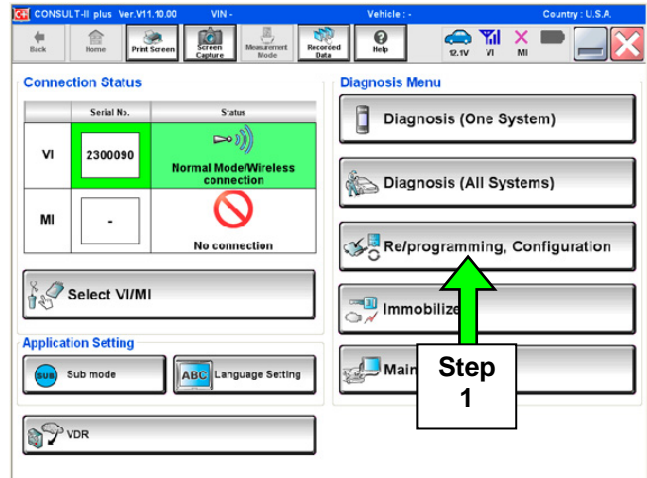 CONSULT-II plus Ver.V11.10.00 VIN- Vehicle : - Country : U.S.A.
Back Home Print Screen Screen Capture Measurement Mode Recorded Data Help 12.1V VI MI
Connection Status
Serial No. Status
VI 2300090 Normal Mode/Wireless connection
MI - No connection
Select VI/MI
Application Setting
SUB Sub mode ABC Language Setting
VDR
Diagnosis Menu
Diagnosis (One System)
Diagnosis (All Systems)
Re/programming, Configuration
Immobilize
Main
Step
1